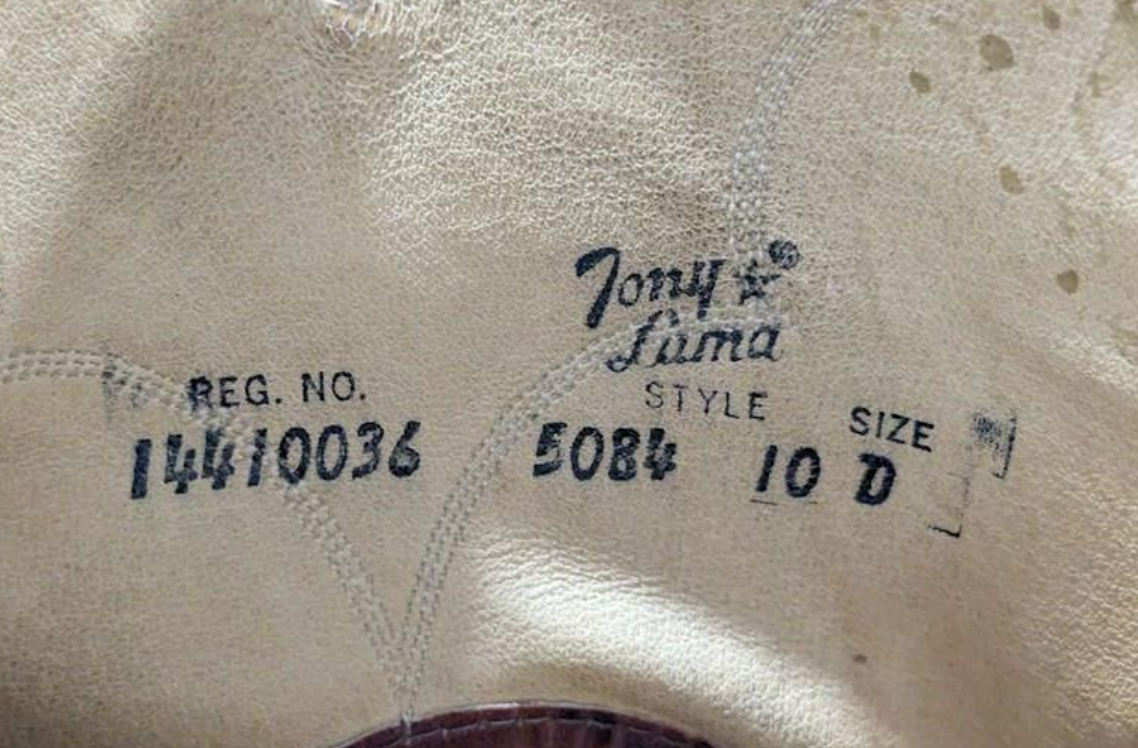 Tony
Lama
REG. NO. STYLE SIZE
14410036 5084 10 D